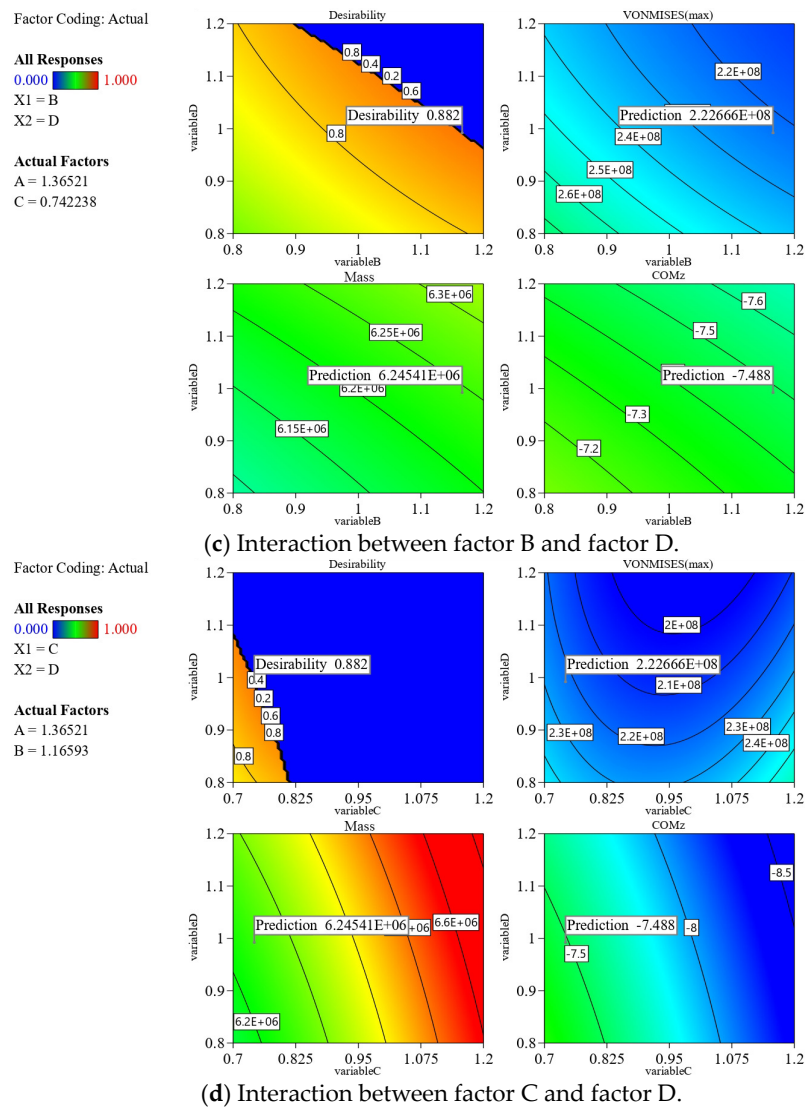 Factor Coding: Actual
All Responses
0.000 1.000
X1 = B
X2 = D
Actual Factors
A = 1.36521
C = 0.742238
Desirability
variableD
1.2
1.1
1
0.9
0.8
0.8
0.4
0.2
0.6
Desirability 0.882
0.8
0.8 0.9 1 1.1 1.2
variableB
VONMISES(max)
variableD
1.2
1.1
1
0.9
0.8
2.2E+08
Prediction 2.22666E+08
2.4E+08
2.5E+08
2.6E+08
0.8 0.9 1 1.1 1.2
variableB
Mass
variableD
1.2
1.1
1
0.9
0.8
6.3E+06
6.25E+06
Prediction 6.24541E+06
6.2E+06
6.15E+06
0.8 0.9 1 1.1 1.2
variableB
COMz
variableD
1.2
1.1
1
0.9
0.8
-7.6
-7.5
Prediction -7.488
-7.3
-7.2
0.8 0.9 1 1.1 1.2
variableB
(c) Interaction between factor B and factor D.
Factor Coding: Actual
All Responses
0.000 1.000
X1 = C
X2 = D
Actual Factors
A = 1.36521
B = 1.16593
Desirability
variableD
1.2
1.1
1
0.9
0.8
Desirability 0.882
0.4
0.2
0.6
0.8
0.8
0.7 0.825 0.95 1.075 1.2
variableC
VONMISES(max)
variableD
1.2
1.1
1
0.9
0.8
2E+08
Prediction 2.22666E+08
2.1E+08
2.3E+08
2.2E+08
2.3E+08
2.4E+08
0.7 0.825 0.95 1.075 1.2
variableC
Mass
variableD
1.2
1.1
1
0.9
0.8
Prediction 6.24541E+06
+06
6.6E+06
6.2E+06
0.7 0.825 0.95 1.075 1.2
variableC
COMz
variableD
1.2
1.1
1
0.9
0.8
-8.5
Prediction -7.488
-8
-7.5
0.7 0.825 0.95 1.075 1.2
variableC
(d) Interaction between factor C and factor D.